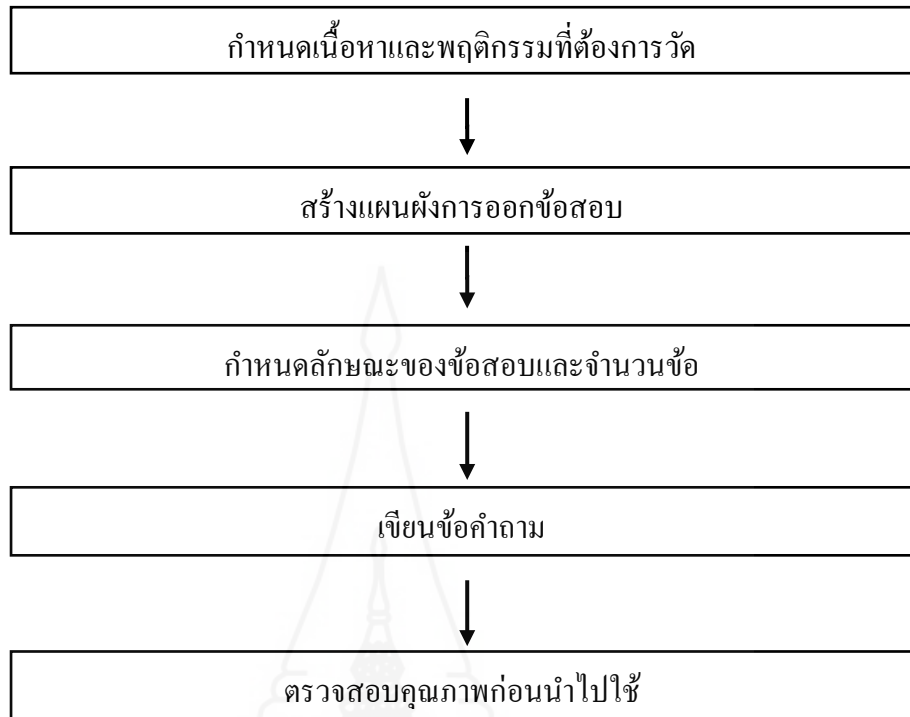 กำหนดเนื้อหาและพฤติกรรมที่ต้องการวัด
สร้างแผนผังการออกข้อสอบ
กำหนดลักษณะของข้อสอบและจำนวนข้อ
เขียนข้อคำถาม
ตรวจสอบคุณภาพก่อนนำไปใช้